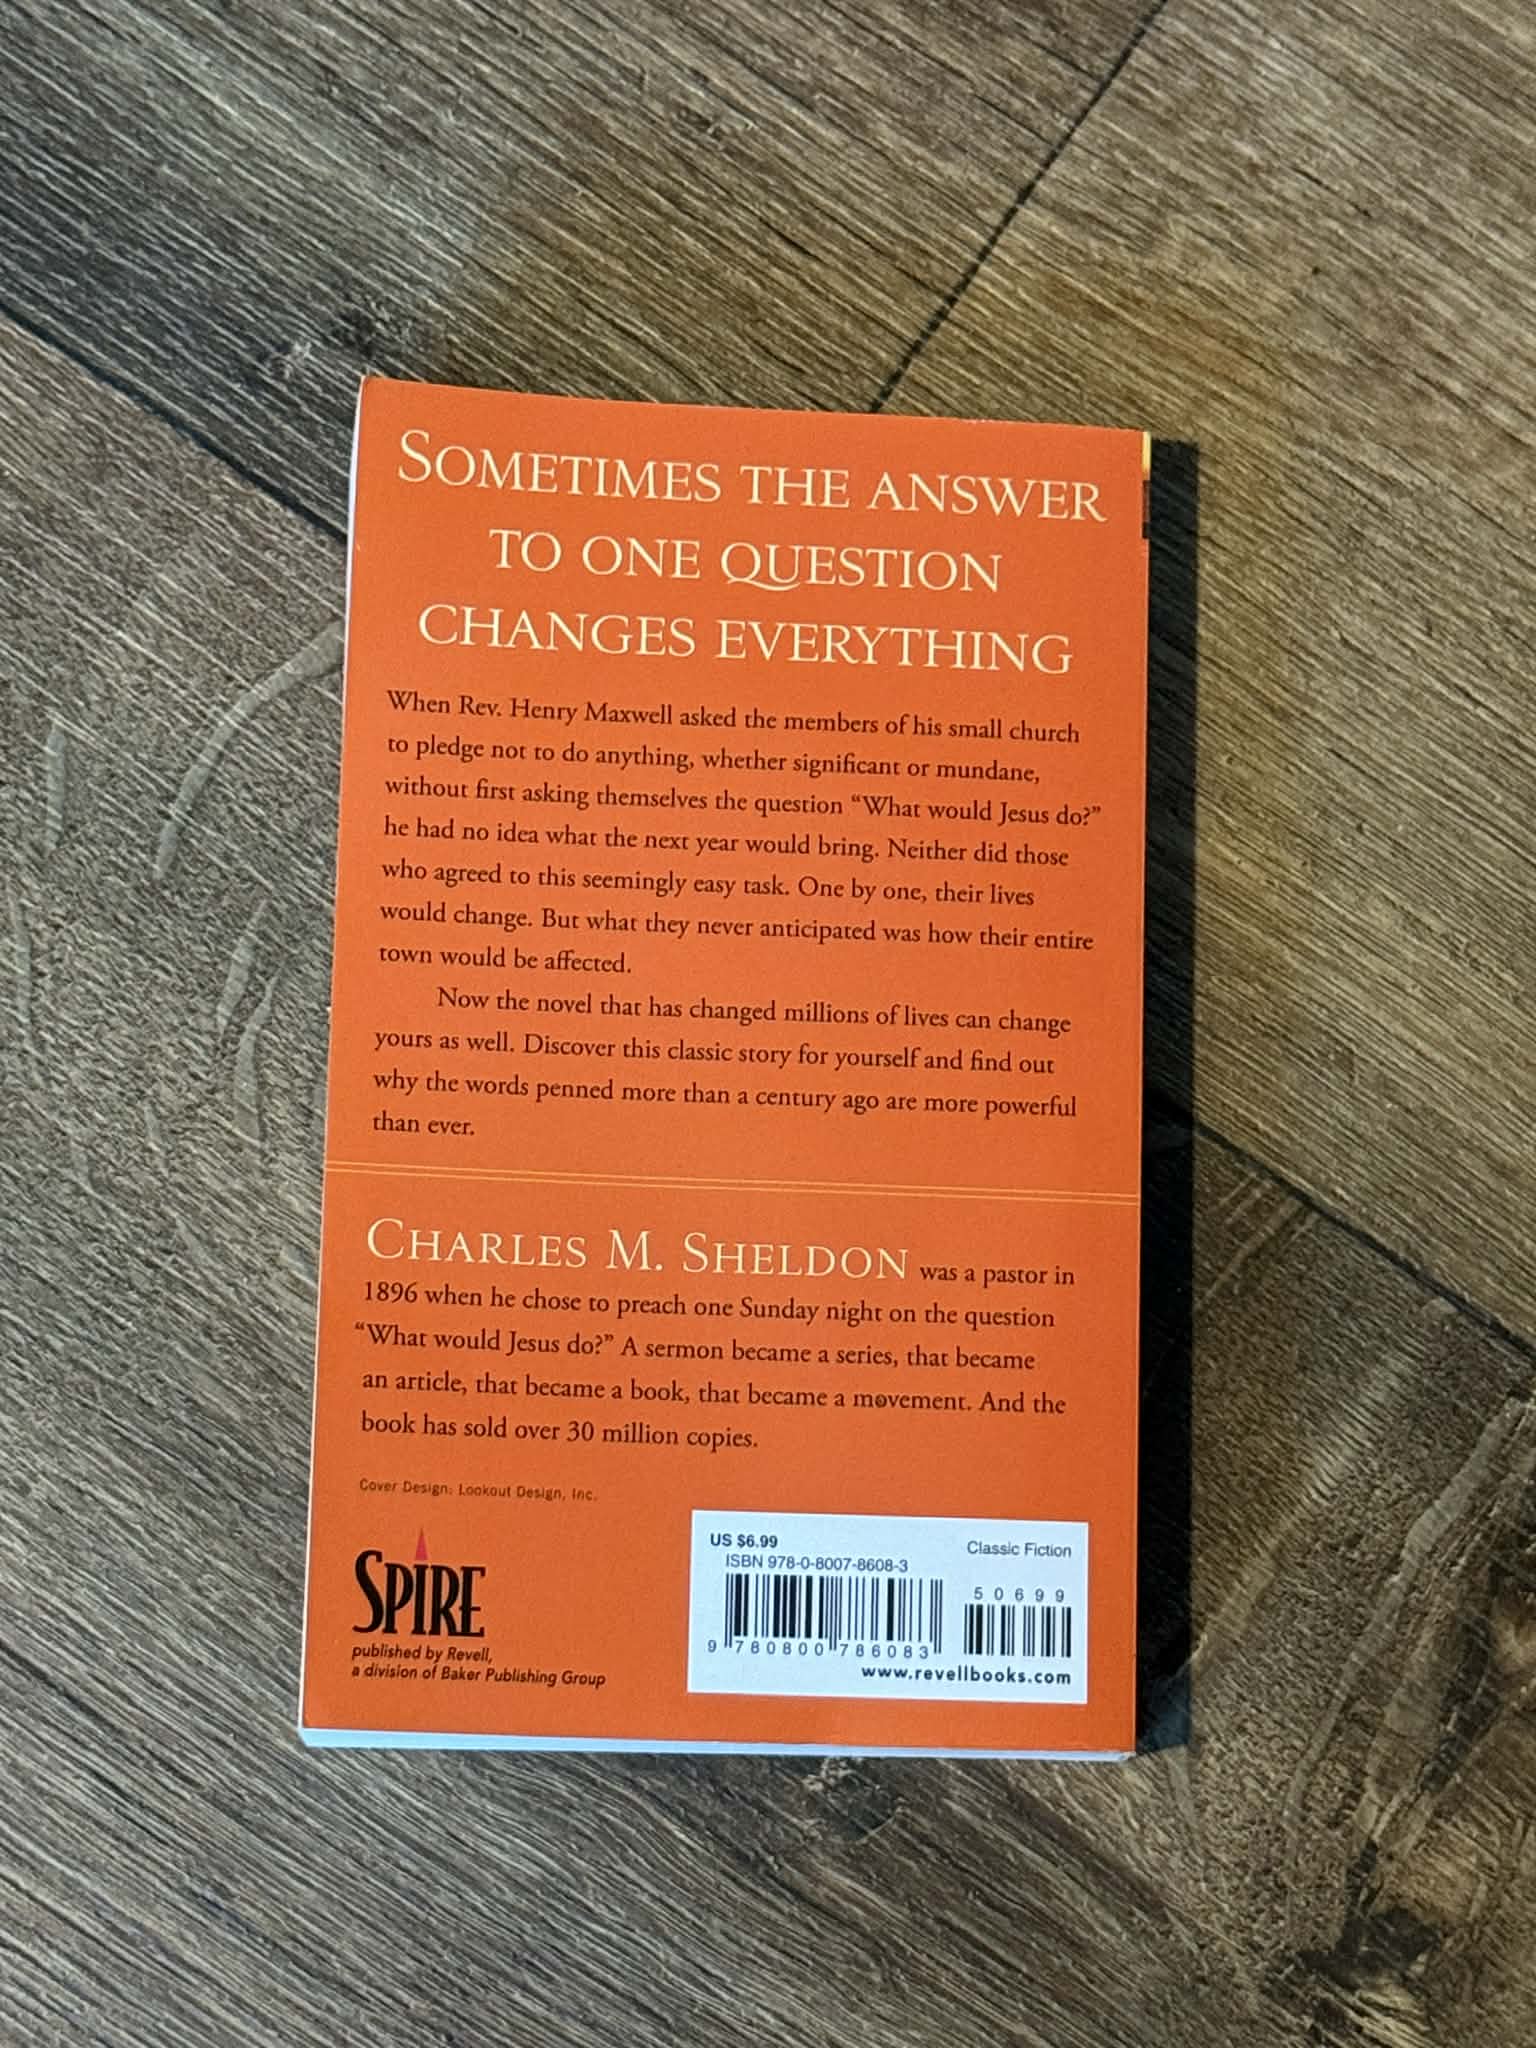 SOMETIMES THE ANSWER
TO ONE QUESTION
CHANGES EVERYTHING
When Rev. Henry Maxwell asked the members of his small church
to pledge not to do anything, whether significant or mundane,
without first asking themselves the question “What would Jesus do?”
he had no idea what the next year would bring. Neither did those
who agreed to this seemingly easy task. One by one, their lives
would change. But what they never anticipated was how their entire
town would be affected.
Now the novel that has changed millions of lives can change
yours as well. Discover this classic story for yourself and find out
why the words penned more than a century ago are more powerful
than ever.
CHARLES M. SHELDON was a pastor in
1896 when he chose to preach one Sunday night on the question
“What would Jesus do?” A sermon became a series, that became
an article, that became a book, that became a movement. And the
book has sold over 30 million copies.
Cover Design: Lookout Design, Inc.
SPIRE
published by Revell,
a division of Baker Publishing Group
US $6.99
Classic Fiction
ISBN 978-0-8007-8608-3
5 0 6 9 9
9 780800 786083
www.revellbooks.com